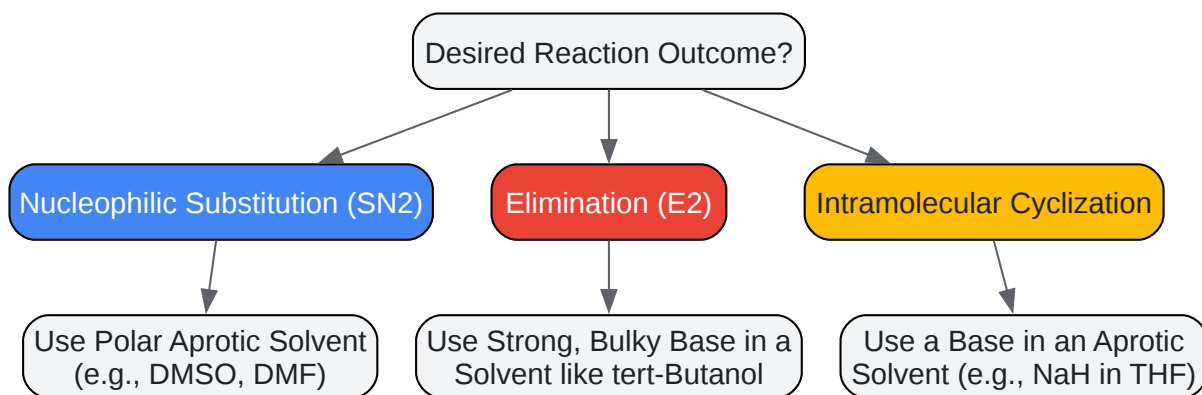 Desired Reaction Outcome?
Nucleophilic Substitution (SN2)
Elimination (E2)
Intramolecular Cyclization
Use Polar Aprotic Solvent
(e.g., DMSO, DMF)
Use Strong, Bulky Base in a
Solvent like tert-Butanol
Use a Base in an Aprotic
Solvent (e.g., NaH in THF)